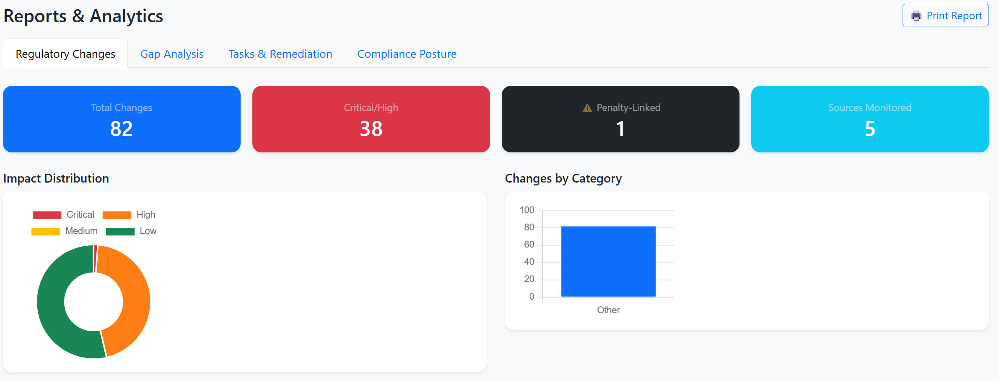 Reports & Analytics
Print Report
Regulatory Changes
Gap Analysis
Tasks & Remediation
Compliance Posture
Total Changes
82
Critical/High
38
Penalty-Linked
1
Sources Monitored
5
Impact Distribution
Critical
High
Medium
Low
Changes by Category
100
80
60
40
20
0
Other